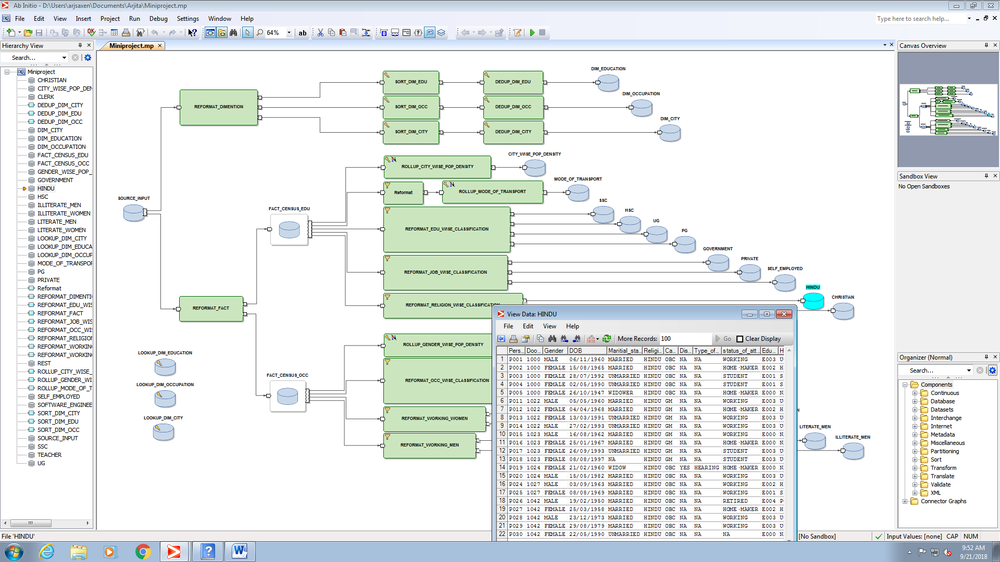 Ab Initio - D:\Users\arjsaxen\Documents\Arjita\Miniproject.mp
File Edit View Insert Project Run Debug Settings Window Help
Type here to search help...
64%
ab
Hierarchy View
Miniproject.mp
Canvas Overview
Search...
Miniproject
CHRISTIAN
CITY_WISE_POP_DEN
CLERK
DEDUP_DIM_CITY
DEDUP_DIM_EDU
DEDUP_DIM_OCC
DIM_CITY
DIM_EDUCATION
DIM_OCCUPATION
FACT_CENSUS_EDU
FACT_CENSUS_OCC
GENDER_WISE_POP_
GOVERNMENT
HINDU
HSC
ILLITERATE_MEN
ILLITERATE_WOMEN
LITERATE_MEN
LITERATE_WOMEN
LOOKUP_DIM_CITY
LOOKUP_DIM_EDUCA
LOOKUP_DIM_OCCUP
MODE_OF_TRANSPOR
PG
PRIVATE
Reformat
REFORMAT_DIMENTI
REFORMAT_EDU_WIS
REFORMAT_FACT
REFORMAT_JOB_WIS
REFORMAT_OCC_WIS
REFORMAT_RELIGION
REFORMAT_WORKIN
REFORMAT_WORKIN
REST
ROLLUP_CITY_WISE_
ROLLUP_GENDER_WI
ROLLUP_MODE_OF_T
SELF_EMPLOYED
SOFTWARE_ENGINEE
SORT_DIM_CITY
SORT_DIM_EDU
SORT_DIM_OCC
SOURCE_INPUT
SSC
TEACHER
UG
DIM_EDUCATION
SORT_DIM_EDU
DEDUP_DIM_EDU
DIM_OCCUPATION
REFORMAT_DIMENTION
SORT_DIM_OCC
DEDUP_DIM_OCC
DIM_CITY
SORT_DIM_CITY
DEDUP_DIM_CITY
CITY_WISE_POP_DENSITY
ROLLUP_CITY_WISE_POP_DENSITY
MODE_OF_TRANSPORT
Reformat
ROLLUP_MODE_OF_TRANSPORT
SOURCE_INPUT
SSC
FACT_CENSUS_EDU
HSC
UG
REFORMAT_EDU_WISE_CLASSIFICATION
PG
GOVERNMENT
PRIVATE
SELF_EMPLOYED
REFORMAT_JOB_WISE_CLASSIFICATION
HINDU
CHRISTIAN
REFORMAT_RELIGION_WISE_CLASSIFICATION
REFORMAT_FACT
ROLLUP_GENDER_WISE_POP_DENSITY
LOOKUP_DIM_EDUCATION
FACT_CENSUS_OCC
REFORMAT_OCC_WISE_CLASSIFICATION
LOOKUP_DIM_OCCUPATION
LOOKUP_DIM_CITY
REFORMAT_WORKING_WOMEN
REFORMAT_WORKING_MEN
LITERATE_MEN
ILLITERATE_MEN
N
View Data: HINDU
File Edit View Help
More Records: 100 Go Clear Display
Pers... Doo... Gender DOB Maritial_sta... Religi... Ca... Dis... Type_of... status_of_att... Edu... H
1 P001 1000 MALE 06/11/1960 MARRIED HINDU OBC NA NA WORKING E003 U
2 P002 1000 FEMALE 15/08/1965 MARRIED HINDU OBC NA NA HOME·MAKER E002 H
3 P003 1000 FEMALE 28/07/1992 UNMARRIED HINDU OBC NA NA STUDENT E001 S
4 P004 1000 FEMALE 02/05/1990 UNMARRIED HINDU OBC NA NA STUDENT E001 S
5 P005 1000 FEMALE 26/10/1947 WIDOWER HINDU OBC NA NA HOME·MAKER E000 N
6 P011 1022 MALE 05/05/1960 MARRIED HINDU GM NA NA WORKING E003 U
7 P012 1022 FEMALE 04/04/1968 MARRIED HINDU GM NA NA HOME·MAKER E002 H
8 P013 1022 FEMALE 13/03/1991 UNMARRIED HINDU GM NA NA WORKING E003 U
9 P014 1022 MALE 27/02/1993 UNMARRIED HINDU GM NA NA WORKING E003 U
10 P015 1023 MALE 16/08/1962 MARRIED HINDU GM NA NA WORKING E000 N
11 P016 1023 FEMALE 25/01/1967 MARRIED HINDU GM NA NA HOME·MAKER E000 N
12 P017 1023 FEMALE 26/09/1993 UNMARRIED HINDU GM NA NA STUDENT E003 U
13 P018 1023 FEMALE 08/08/1997 NA HINDU GM NA NA STUDENT E003 U
14 P019 1024 FEMALE 21/02/1960 WIDOW HINDU OBC YES HEARING HOME·MAKER E000 N
15 P020 1024 MALE 15/05/1982 MARRIED HINDU OBC NA NA WORKING E003 U
16 P024 1027 MALE 03/09/1963 MARRIED HINDU OBC NA NA WORKING E002 H
17 P025 1027 FEMALE 08/08/1969 MARRIED HINDU OBC NA NA WORKING E001 S
18 P026 1042 MALE 19/02/1950 MARRIED HINDU OBC NA NA RETIRED E004 P
19 P027 1042 FEMALE 25/03/1958 MARRIED HINDU OBC NA NA HOME·MAKER E002 H
20 P028 1042 MALE 23/12/1973 MARRIED HINDU OBC NA NA WORKING E003 U
21 P029 1042 FEMALE 29/08/1979 MARRIED HINDU OBC NA NA WORKING E003 U
22 P030 1042 FEMALE 22/05/1990 UNMARRIED HINDU OBC NA NA NA E000 N
Sandbox View
No Open Sandboxes
Organizer (Normal)
Search...
Components
Continuous
Database
Datasets
Interchange
Internet
Metadata
Miscellaneous
Partitioning
Sort
Transform
Translate
Validate
XML
Connector Graphs
File 'HINDU'
[No Sandbox]
Input Values: [none] CAP NUM
9:52 AM
9/21/2018